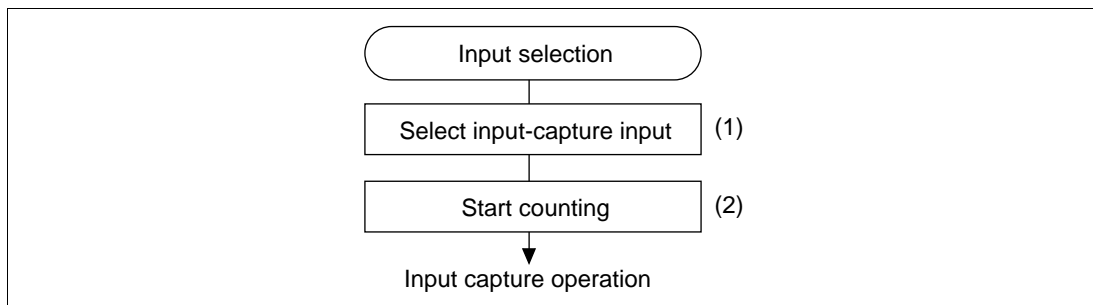 Input selection
Select input-capture input (1)
Start counting (2)
Input capture operation